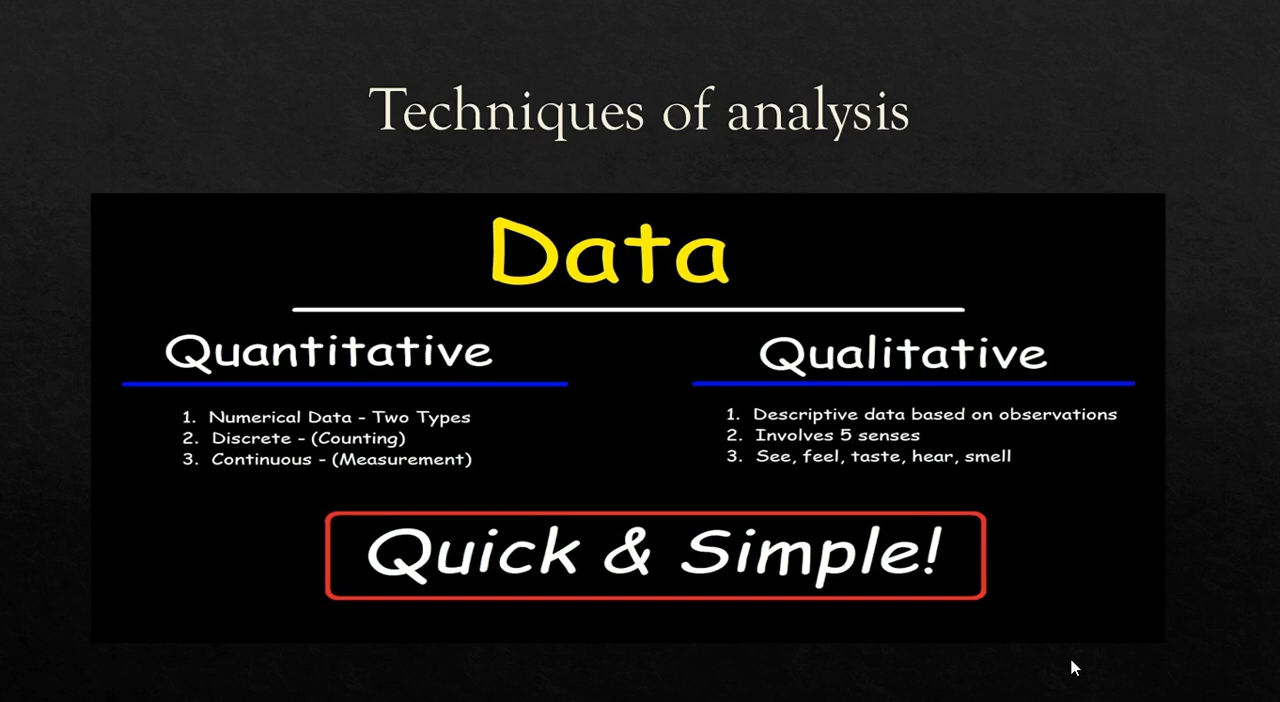 Techniques of analysis
Data
Quantitative
1. Numerical Data - Two Types
2. Discrete - (Counting)
3. Continuous - (Measurement)
Qualitative
1. Descriptive data based on observations
2. Involves 5 senses
3. See, feel, taste, hear, smell
Quick & Simple!